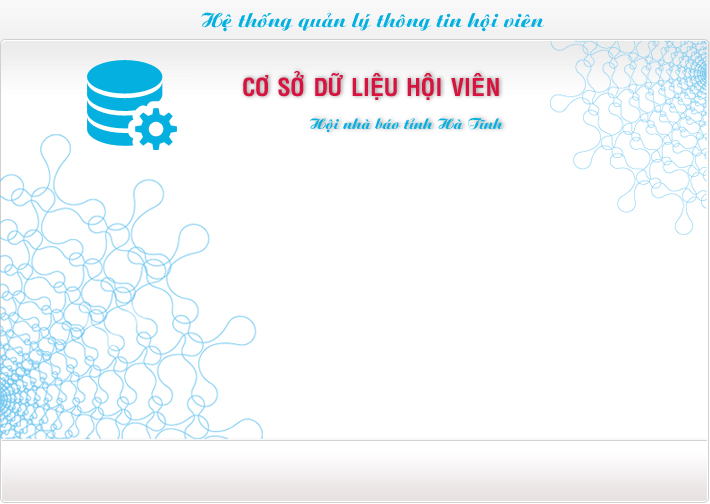 Hệ thống quản lý thông tin hội viên
CƠ SỞ DỮ LIỆU HỘI VIÊN
Hội nhà báo tỉnh Hà Tĩnh